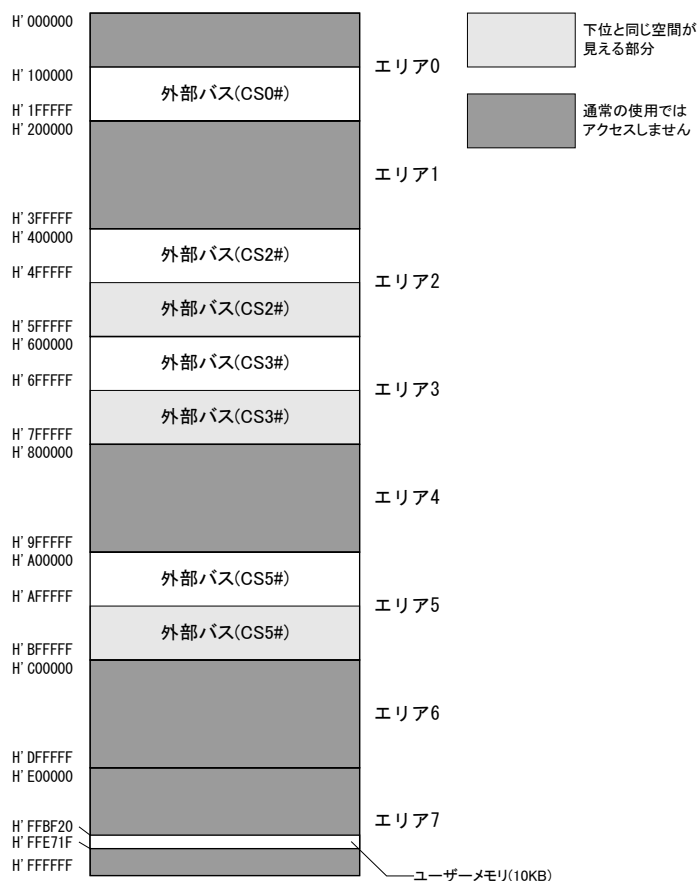 H'000000
エリア0
H'100000
外部バス(CS0#)
H'1FFFFF
H'200000
エリア1
H'3FFFFF
H'400000
外部バス(CS2#)
H'4FFFFF
エリア2
外部バス(CS2#)
H'5FFFFF
H'600000
外部バス(CS3#)
H'6FFFFF
エリア3
外部バス(CS3#)
H'7FFFFF
H'800000
エリア4
H'9FFFFF
H'A00000
外部バス(CS5#)
H'AFFFFF
エリア5
外部バス(CS5#)
H'BFFFFF
H'C00000
エリア6
H'DFFFFF
H'E00000
エリア7
H'FFBF20
H'FFE71F
H'FFFFFF
ユーザーメモリ(10KB)
下位と同じ空間が
見える部分
通常の使用では
アクセスしません